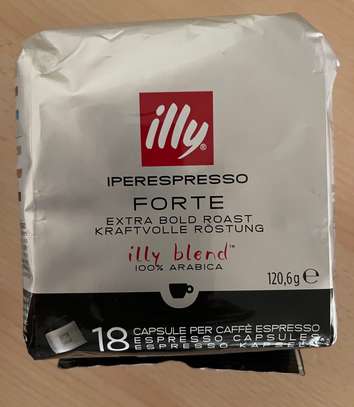 illy®
IPERESPRESSO
FORTE
EXTRA BOLD ROAST
KRAFTVOLLE RÖSTUNG
illy blend™
100% ARABICA
120,6g ℮
18 CAPSULE PER CAFFÈ ESPRESSO
ESPRESSO CAPSULES
ESPRESSO KAPSELN